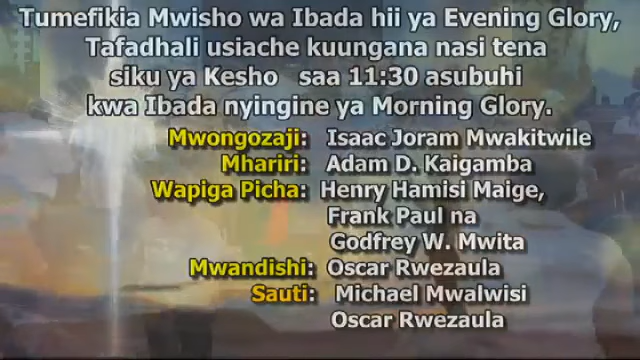 Tumefikia Mwisho wa Ibada hii ya Evening Glory,
Tafadhali usiache kuungana nasi tena
siku ya Kesho saa 11:30 asubuhi
kwa Ibada nyingine ya Morning Glory.
Mwongozaji: Isaac Joram Mwakitwile
Mhariri: Adam D. Kaigamba
Wapiga Picha: Henry Hamisi Maige,
Frank Paul na
Godfrey W. Mwita
Mwandishi: Oscar Rwezaula
Sauti: Michael Mwalwisi
Oscar Rwezaula